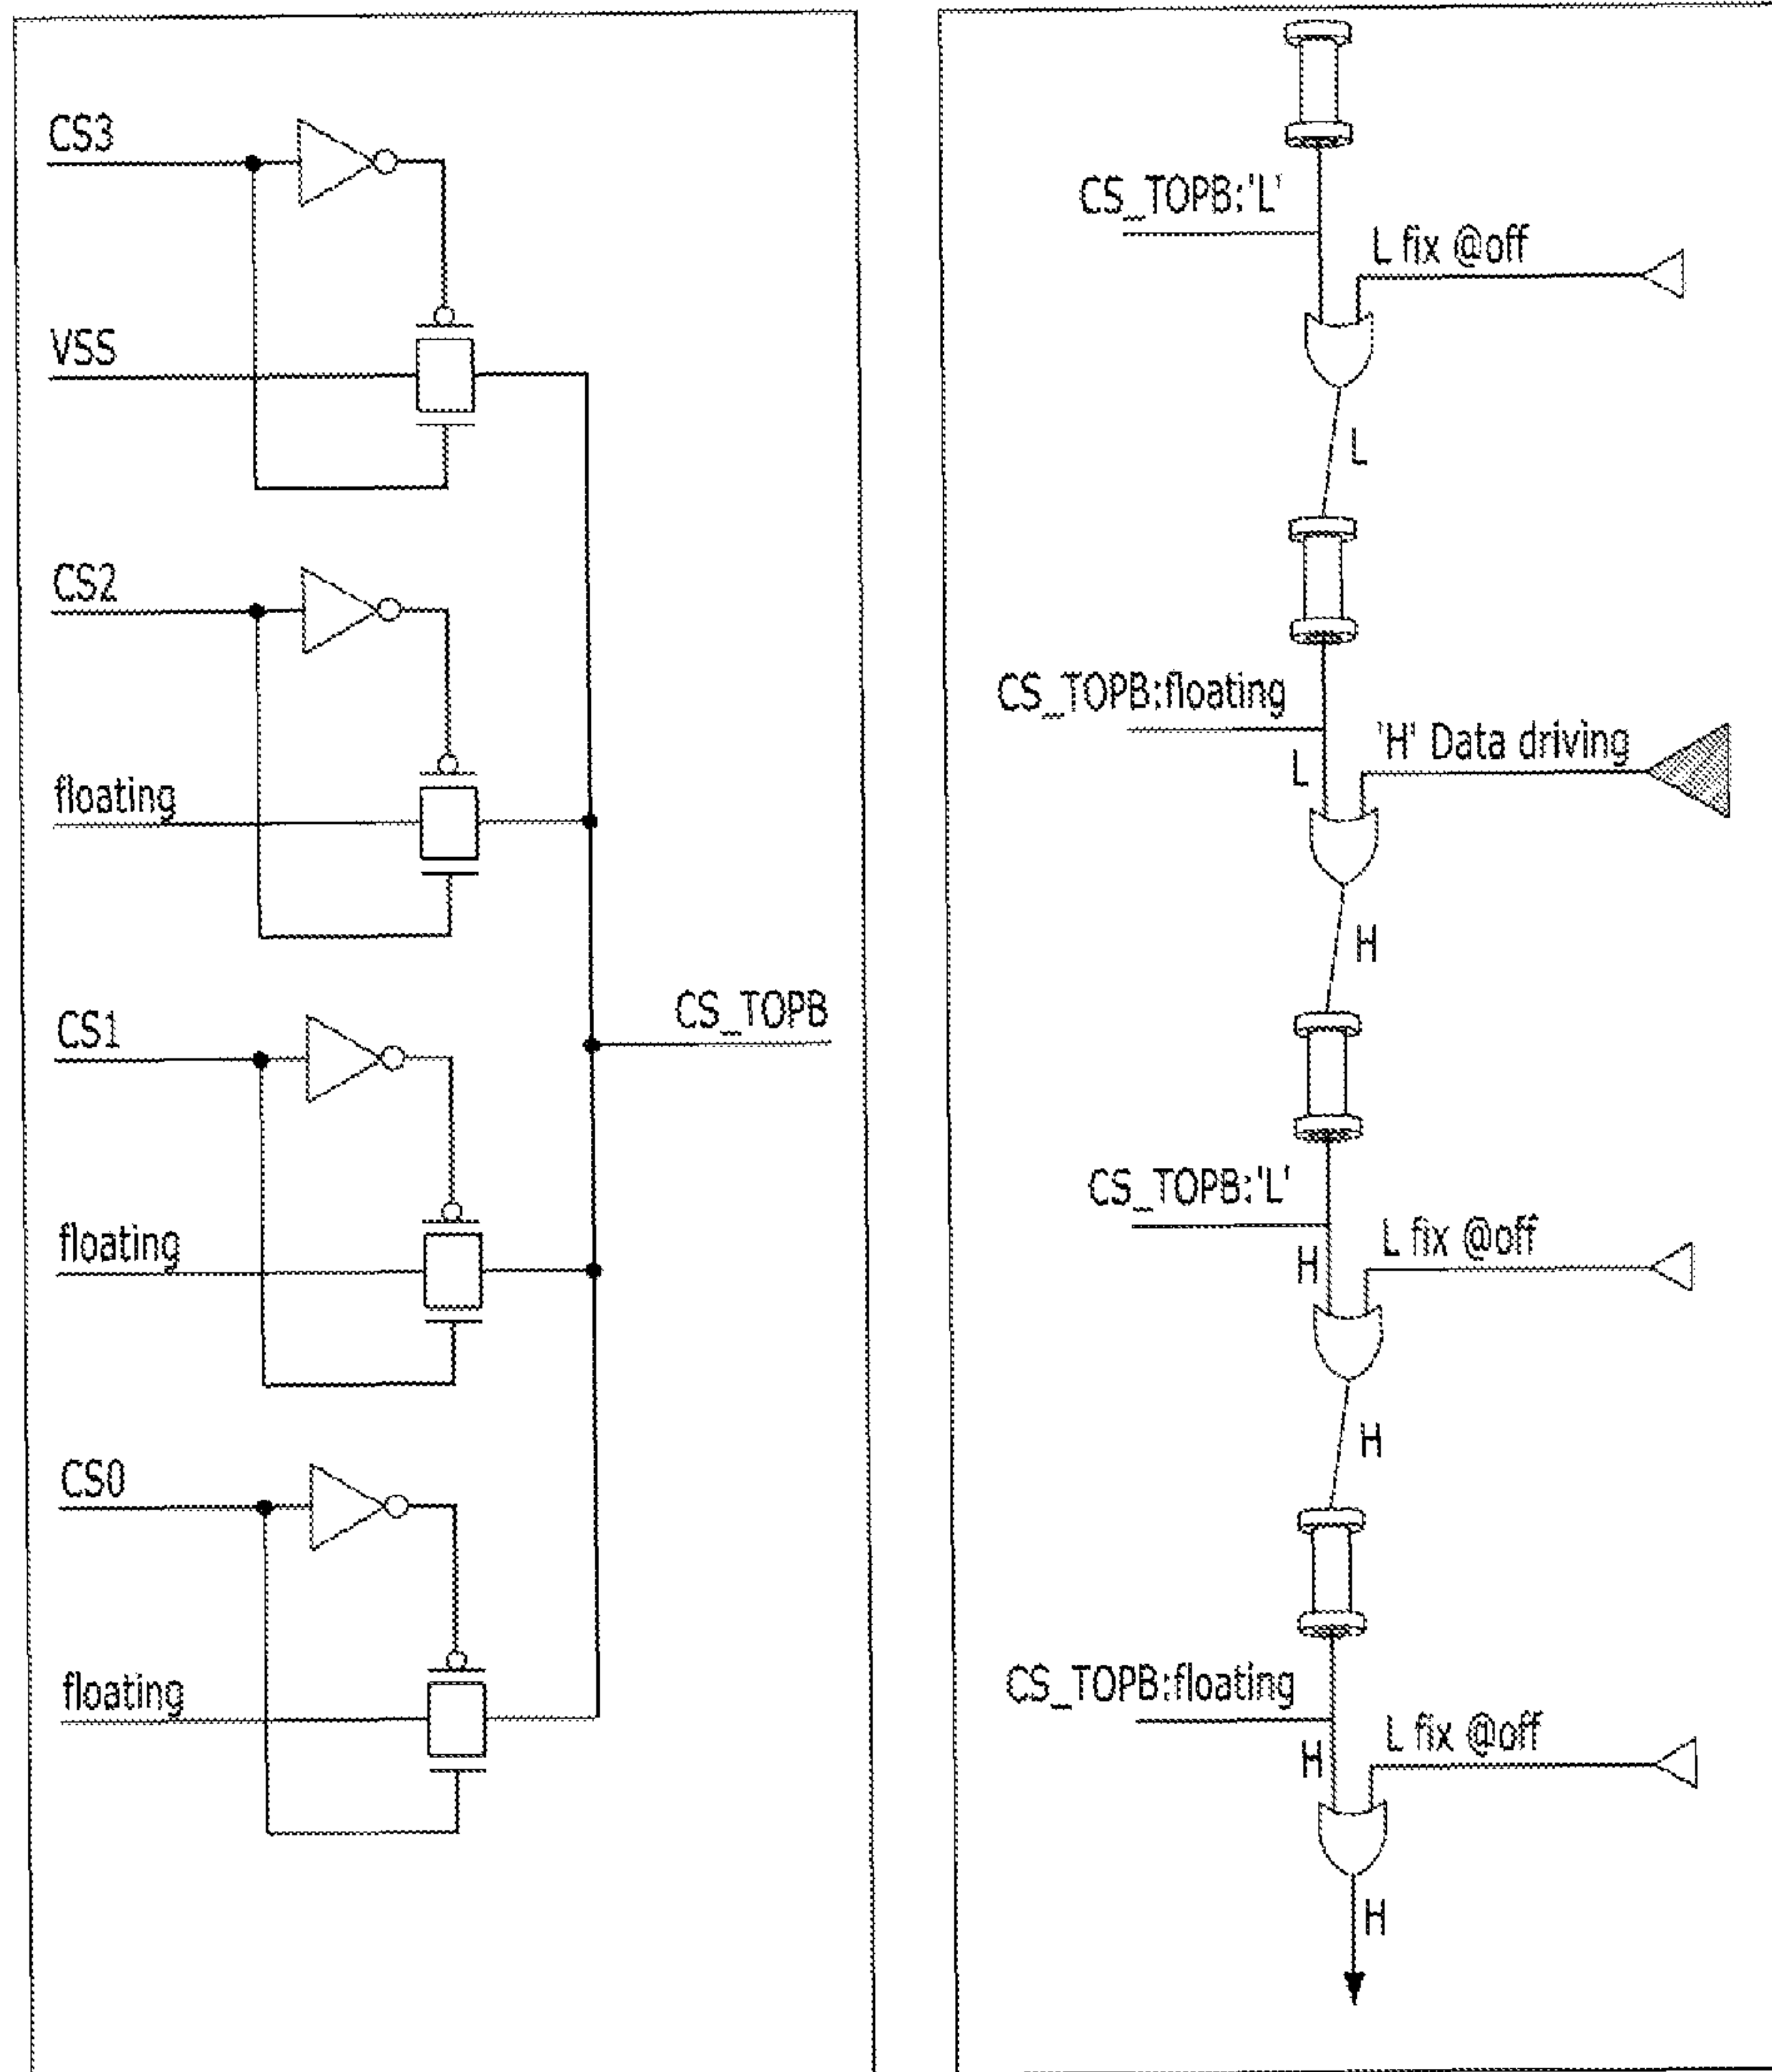 CS3
VSS
CS2
floating
CS1
CS_TOPB
floating
CS0
floating
CS_TOPB:'L'
L fix @off
L
CS_TOPB:floating
'H' Data driving
L
H
CS_TOPB:'L'
L fix @off
H
H
CS_TOPB:floating
L fix @off
H
H